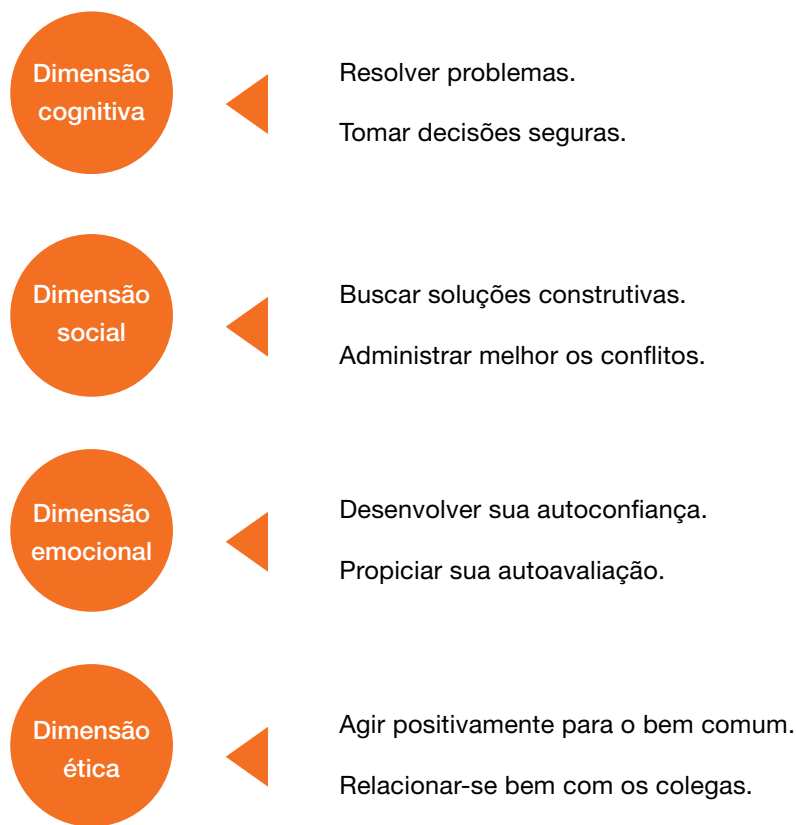 Dimensão
cognitiva
Resolver problemas.
Tomar decisões seguras.
Dimensão
social
Buscar soluções construtivas.
Administrar melhor os conflitos.
Dimensão
emocional
Desenvolver sua autoconfiança.
Propiciar sua autoavaliação.
Dimensão
ética
Agir positivamente para o bem comum.
Relacionar-se bem com os colegas.